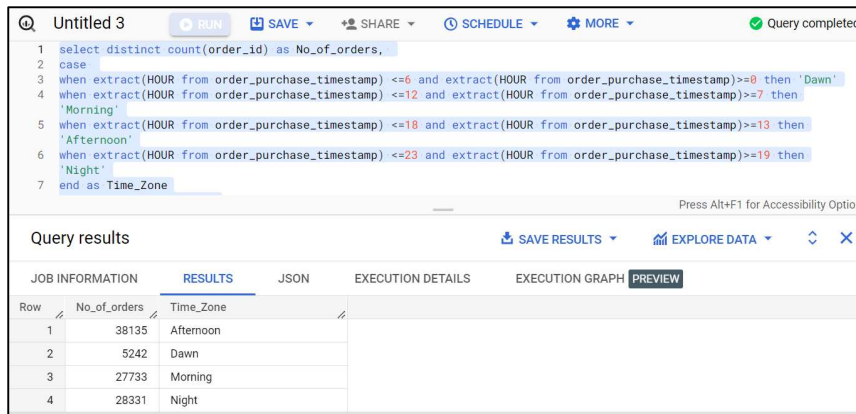 Untitled 3 RUN SAVE SHARE SCHEDULE MORE Query completed
1 select distinct count(order_id) as No_of_orders,
2 case
3 when extract(HOUR from order_purchase_timestamp) <=6 and extract(HOUR from order_purchase_timestamp)>=0 then 'Dawn'
4 when extract(HOUR from order_purchase_timestamp) <=12 and extract(HOUR from order_purchase_timestamp)>=7 then
'Morning'
5 when extract(HOUR from order_purchase_timestamp) <=18 and extract(HOUR from order_purchase_timestamp)>=13 then
'Afternoon'
6 when extract(HOUR from order_purchase_timestamp) <=23 and extract(HOUR from order_purchase_timestamp)>=19 then
'Night'
7 end as Time_Zone
Press Alt+F1 for Accessibility Optio
Query results SAVE RESULTS EXPLORE DATA
JOB INFORMATION RESULTS JSON EXECUTION DETAILS EXECUTION GRAPH PREVIEW
Row No_of_orders Time_Zone
1 38135 Afternoon
2 5242 Dawn
3 27733 Morning
4 28331 Night